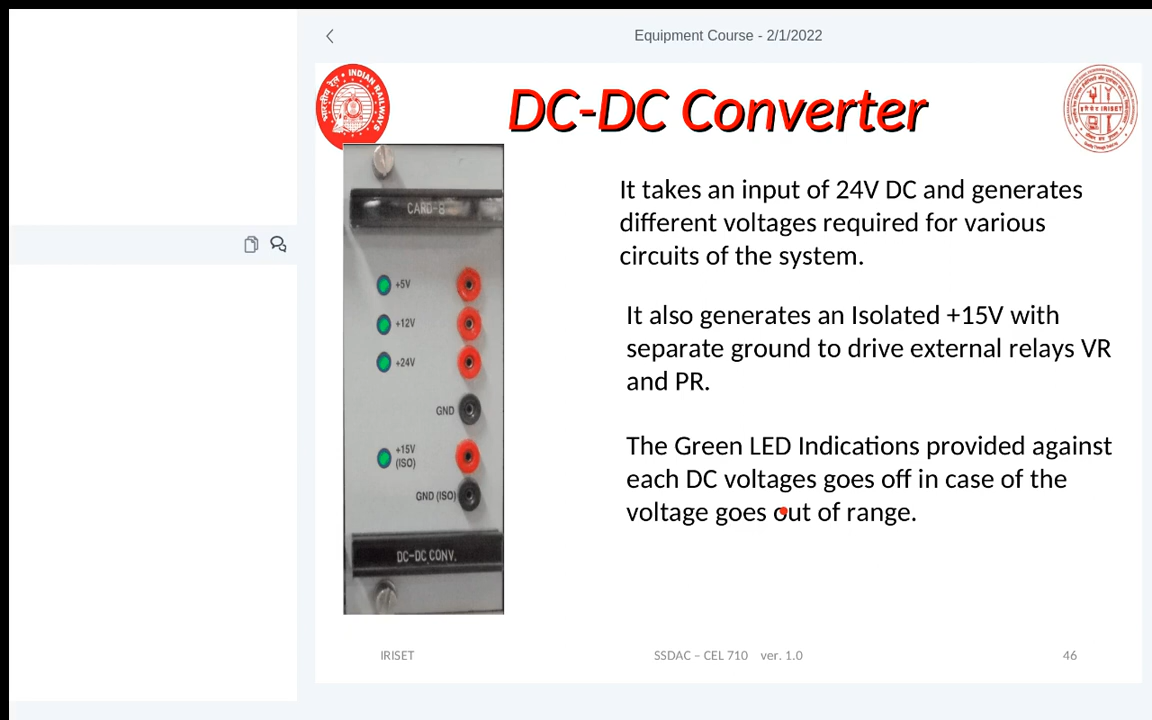 Equipment Course - 2/1/2022
INDIAN RAILWAYS
भारतीय रेल
IRISET
DC-DC Converter
CARD-8
+5V
+12V
+24V
GND
+15V
(ISO)
GND (ISO)
DC-DC CONV.
It takes an input of 24V DC and generates
different voltages required for various
circuits of the system.
It also generates an Isolated +15V with
separate ground to drive external relays VR
and PR.
The Green LED Indications provided against
each DC voltages goes off in case of the
voltage goes out of range.
IRISET
SSDAC – CEL 710 ver. 1.0
46